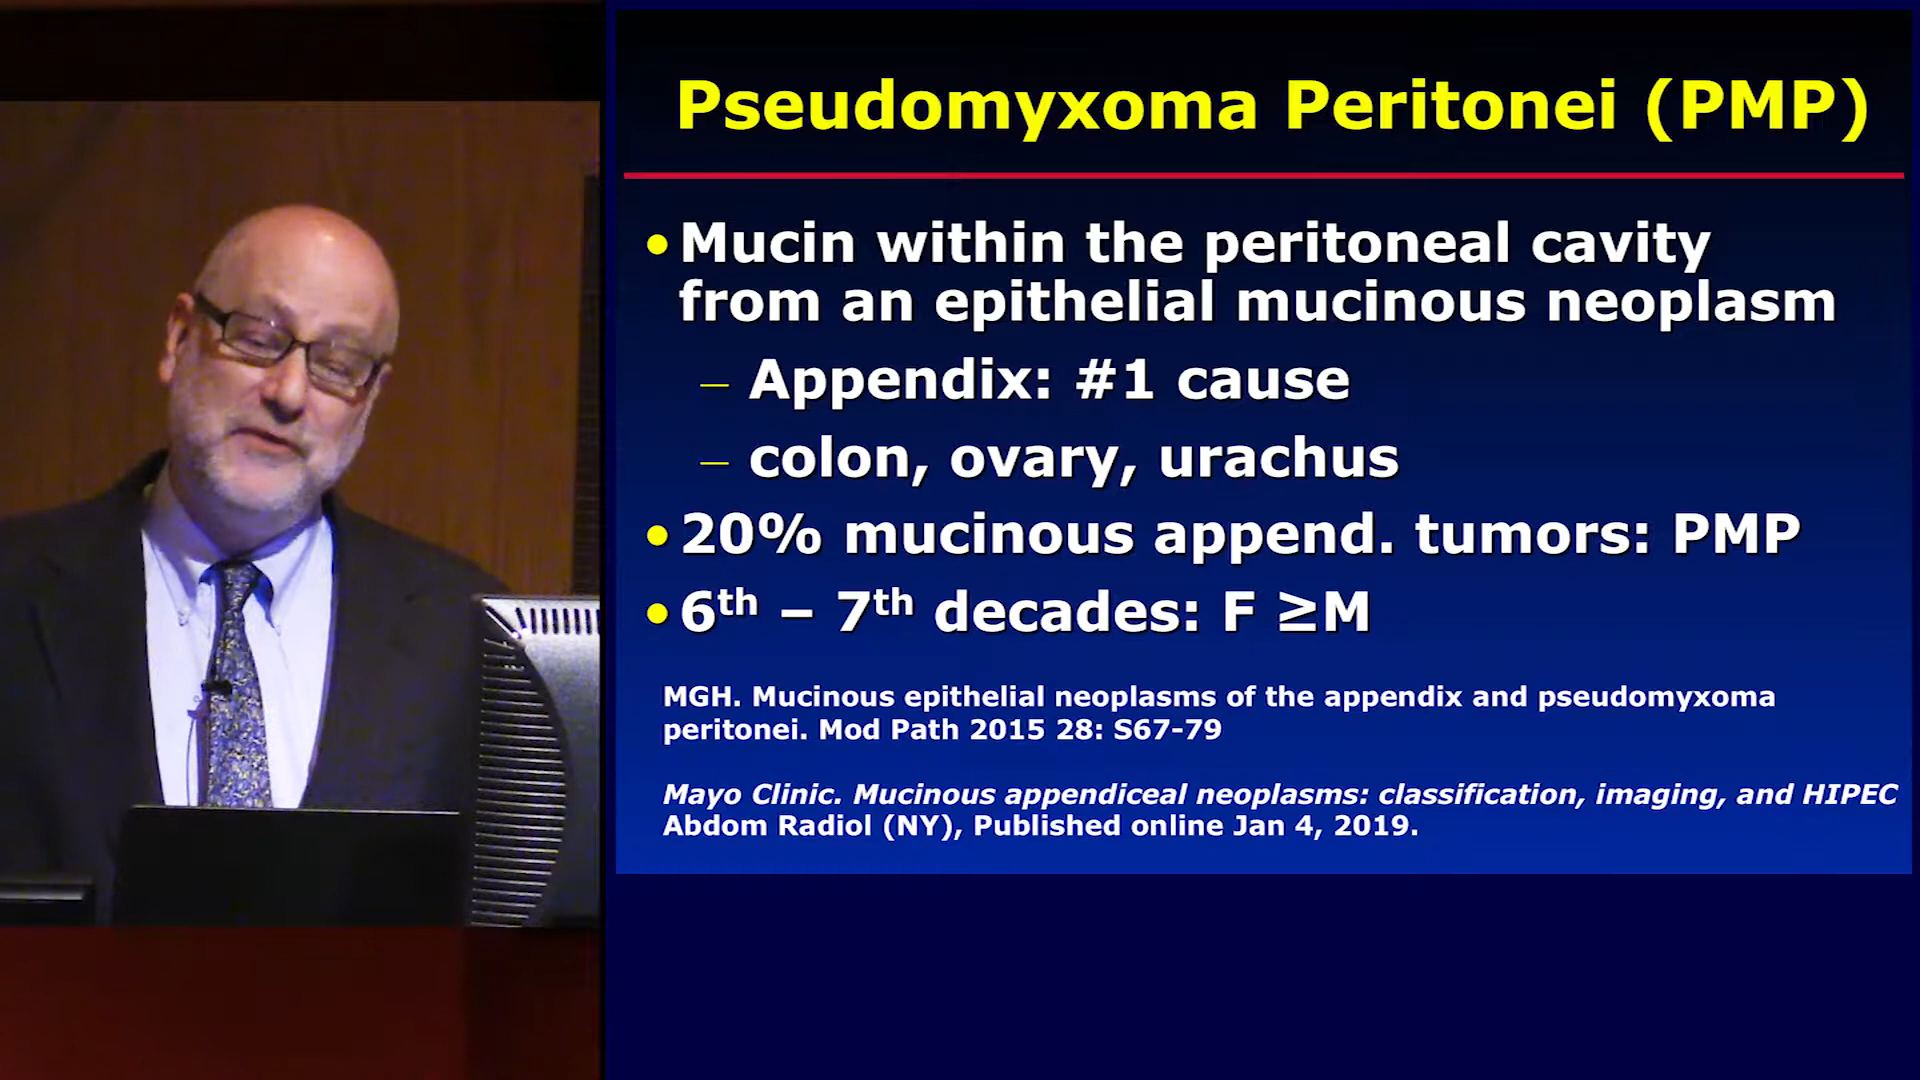 Pseudomyxoma Peritonei (PMP)
• Mucin within the peritoneal cavity
from an epithelial mucinous neoplasm
– Appendix: #1 cause
– colon, ovary, urachus
• 20% mucinous append. tumors: PMP
• 6th – 7th decades: F ≥M
MGH. Mucinous epithelial neoplasms of the appendix and pseudomyxoma
peritonei. Mod Path 2015 28: S67-79
Mayo Clinic. Mucinous appendiceal neoplasms: classification, imaging, and HIPEC
Abdom Radiol (NY), Published online Jan 4, 2019.